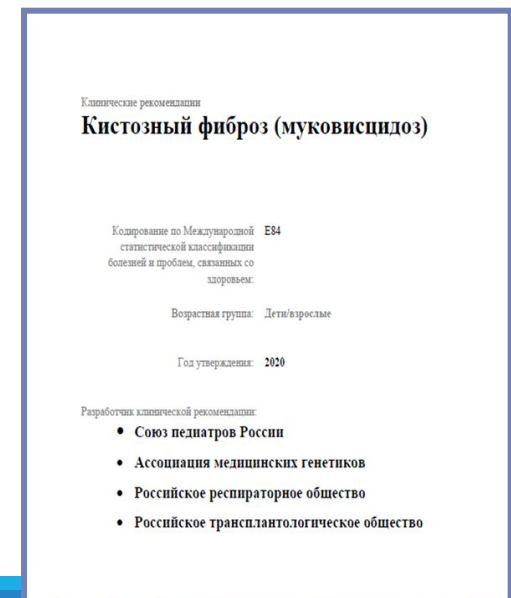 Клинические рекомендации
Кистозный фиброз (муковисцидоз)
Кодирование по Международной E84
статистической классификации
болезней и проблем, связанных со
здоровьем:
Возрастная группа: Дети/взрослые
Год утверждения: 2020
Разработчик клинической рекомендации:
• Союз педиатров России
• Ассоциация медицинских генетиков
• Российское респираторное общество
• Российское трансплантологическое общество